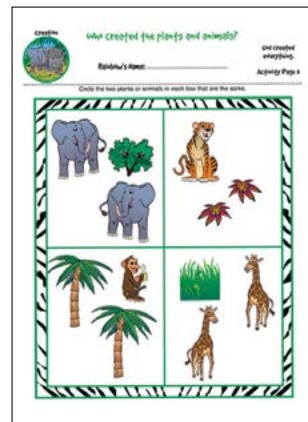 Creation
Who created the plants and animals?
God created
everything.
Rainbow's Name:
Activity Page 3
Circle the two plants or animals in each box that are the same.